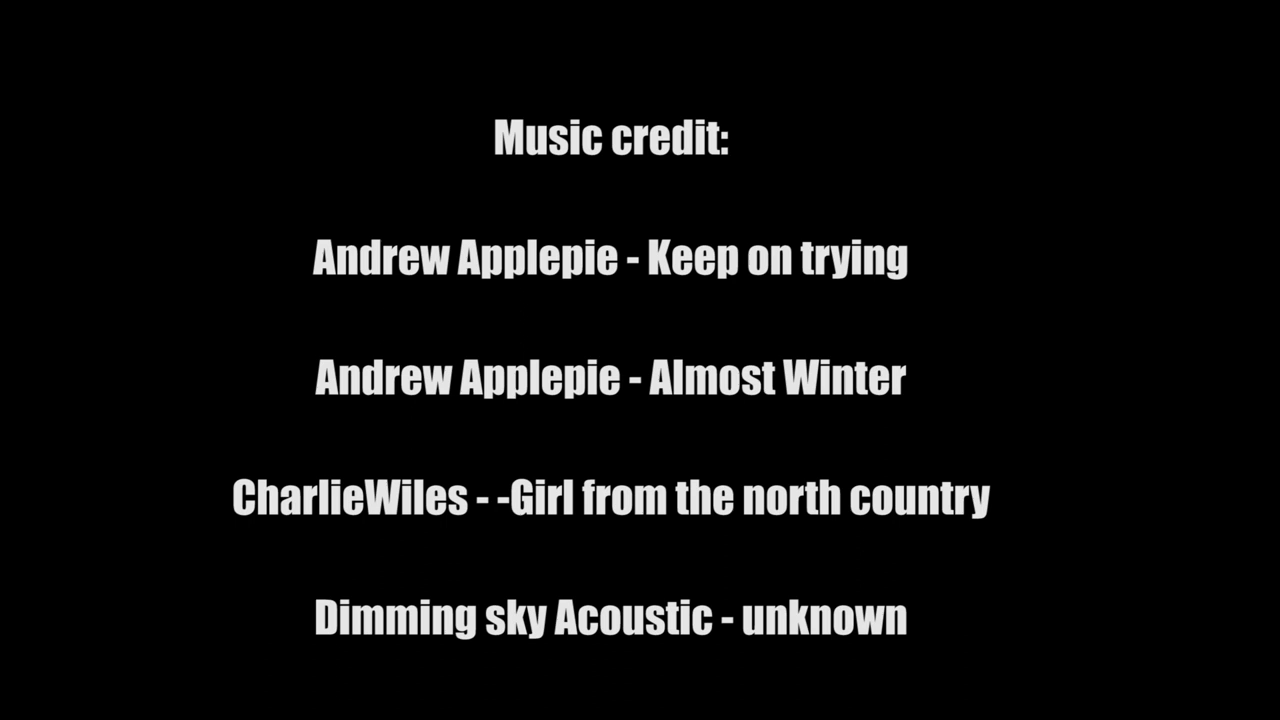 Music credit:
Andrew Applepie - Keep on trying
Andrew Applepie - Almost Winter
CharlieWiles - -Girl from the north country
Dimming sky Acoustic - unknown